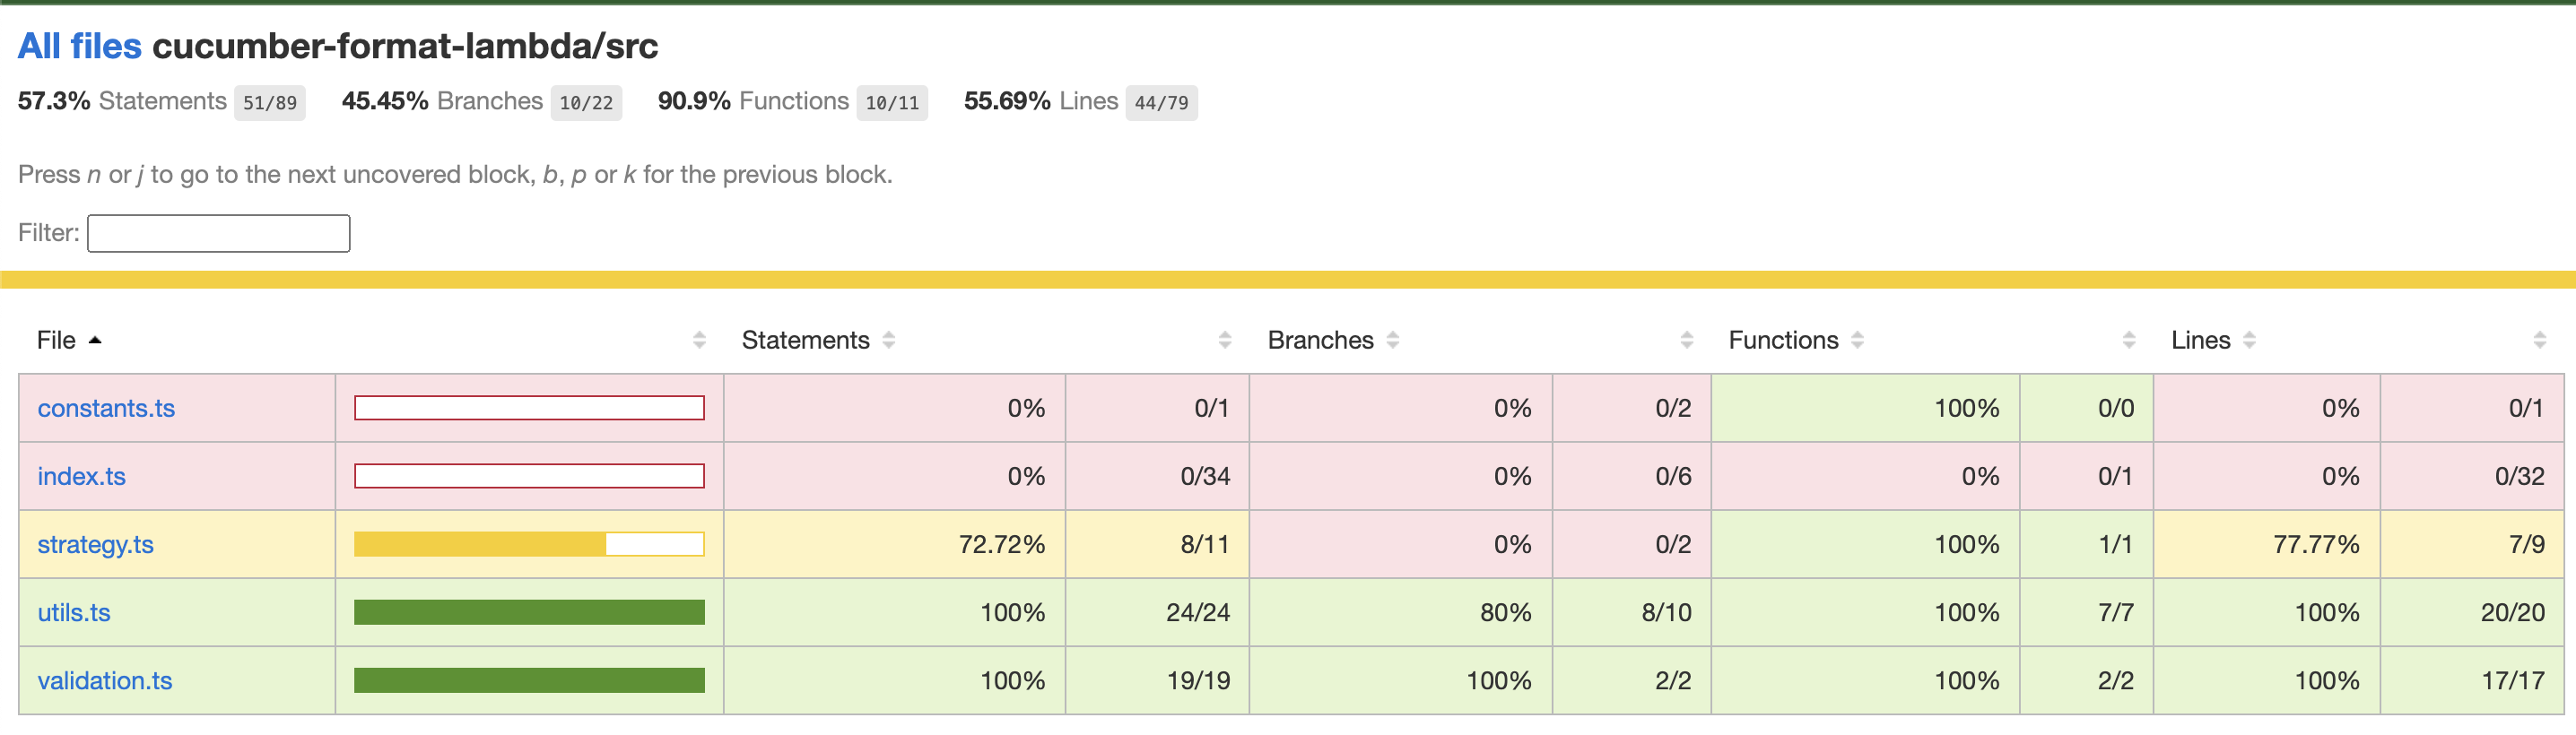 All files cucumber-format-lambda/src
57.3% Statements 51/89 45.45% Branches 10/22 90.9% Functions 10/11 55.69% Lines 44/79
Press n or j to go to the next uncovered block, b, p or k for the previous block.
Filter:
File Statements Branches Functions Lines
constants.ts 0% 0/1 0% 0/2 100% 0/0 0% 0/1
index.ts 0% 0/34 0% 0/6 0% 0/1 0% 0/32
strategy.ts 72.72% 8/11 0% 0/2 100% 1/1 77.77% 7/9
utils.ts 100% 24/24 80% 8/10 100% 7/7 100% 20/20
validation.ts 100% 19/19 100% 2/2 100% 2/2 100% 17/17